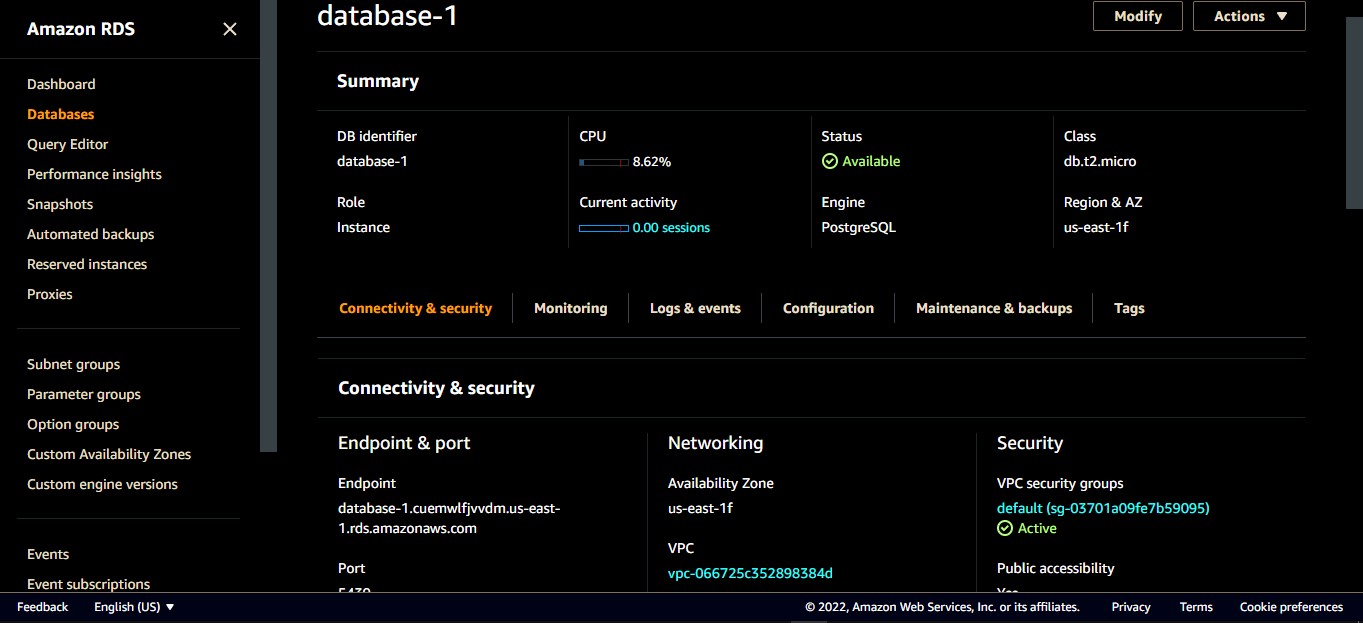 Amazon RDS
Dashboard
Databases
Query Editor
Performance insights
Snapshots
Automated backups
Reserved instances
Proxies
Subnet groups
Parameter groups
Option groups
Custom Availability Zones
Custom engine versions
Events
Event subscriptions
database-1
Modify
Actions
Summary
DB identifier
database-1
CPU
8.62%
Status
Available
Class
db.t2.micro
Role
Instance
Current activity
0.00 sessions
Engine
PostgreSQL
Region & AZ
us-east-1f
Connectivity & security
Monitoring
Logs & events
Configuration
Maintenance & backups
Tags
Connectivity & security
Endpoint & port
Endpoint
database-1.cuemwlfjvvdm.us-east-
1.rds.amazonaws.com
Port
Networking
Availability Zone
us-east-1f
VPC
vpc-066725c352898384d
Security
VPC security groups
default (sg-03701a09fe7b59095)
Active
Public accessibility
Feedback
English (US)
© 2022, Amazon Web Services, Inc. or its affiliates.
Privacy
Terms
Cookie preferences